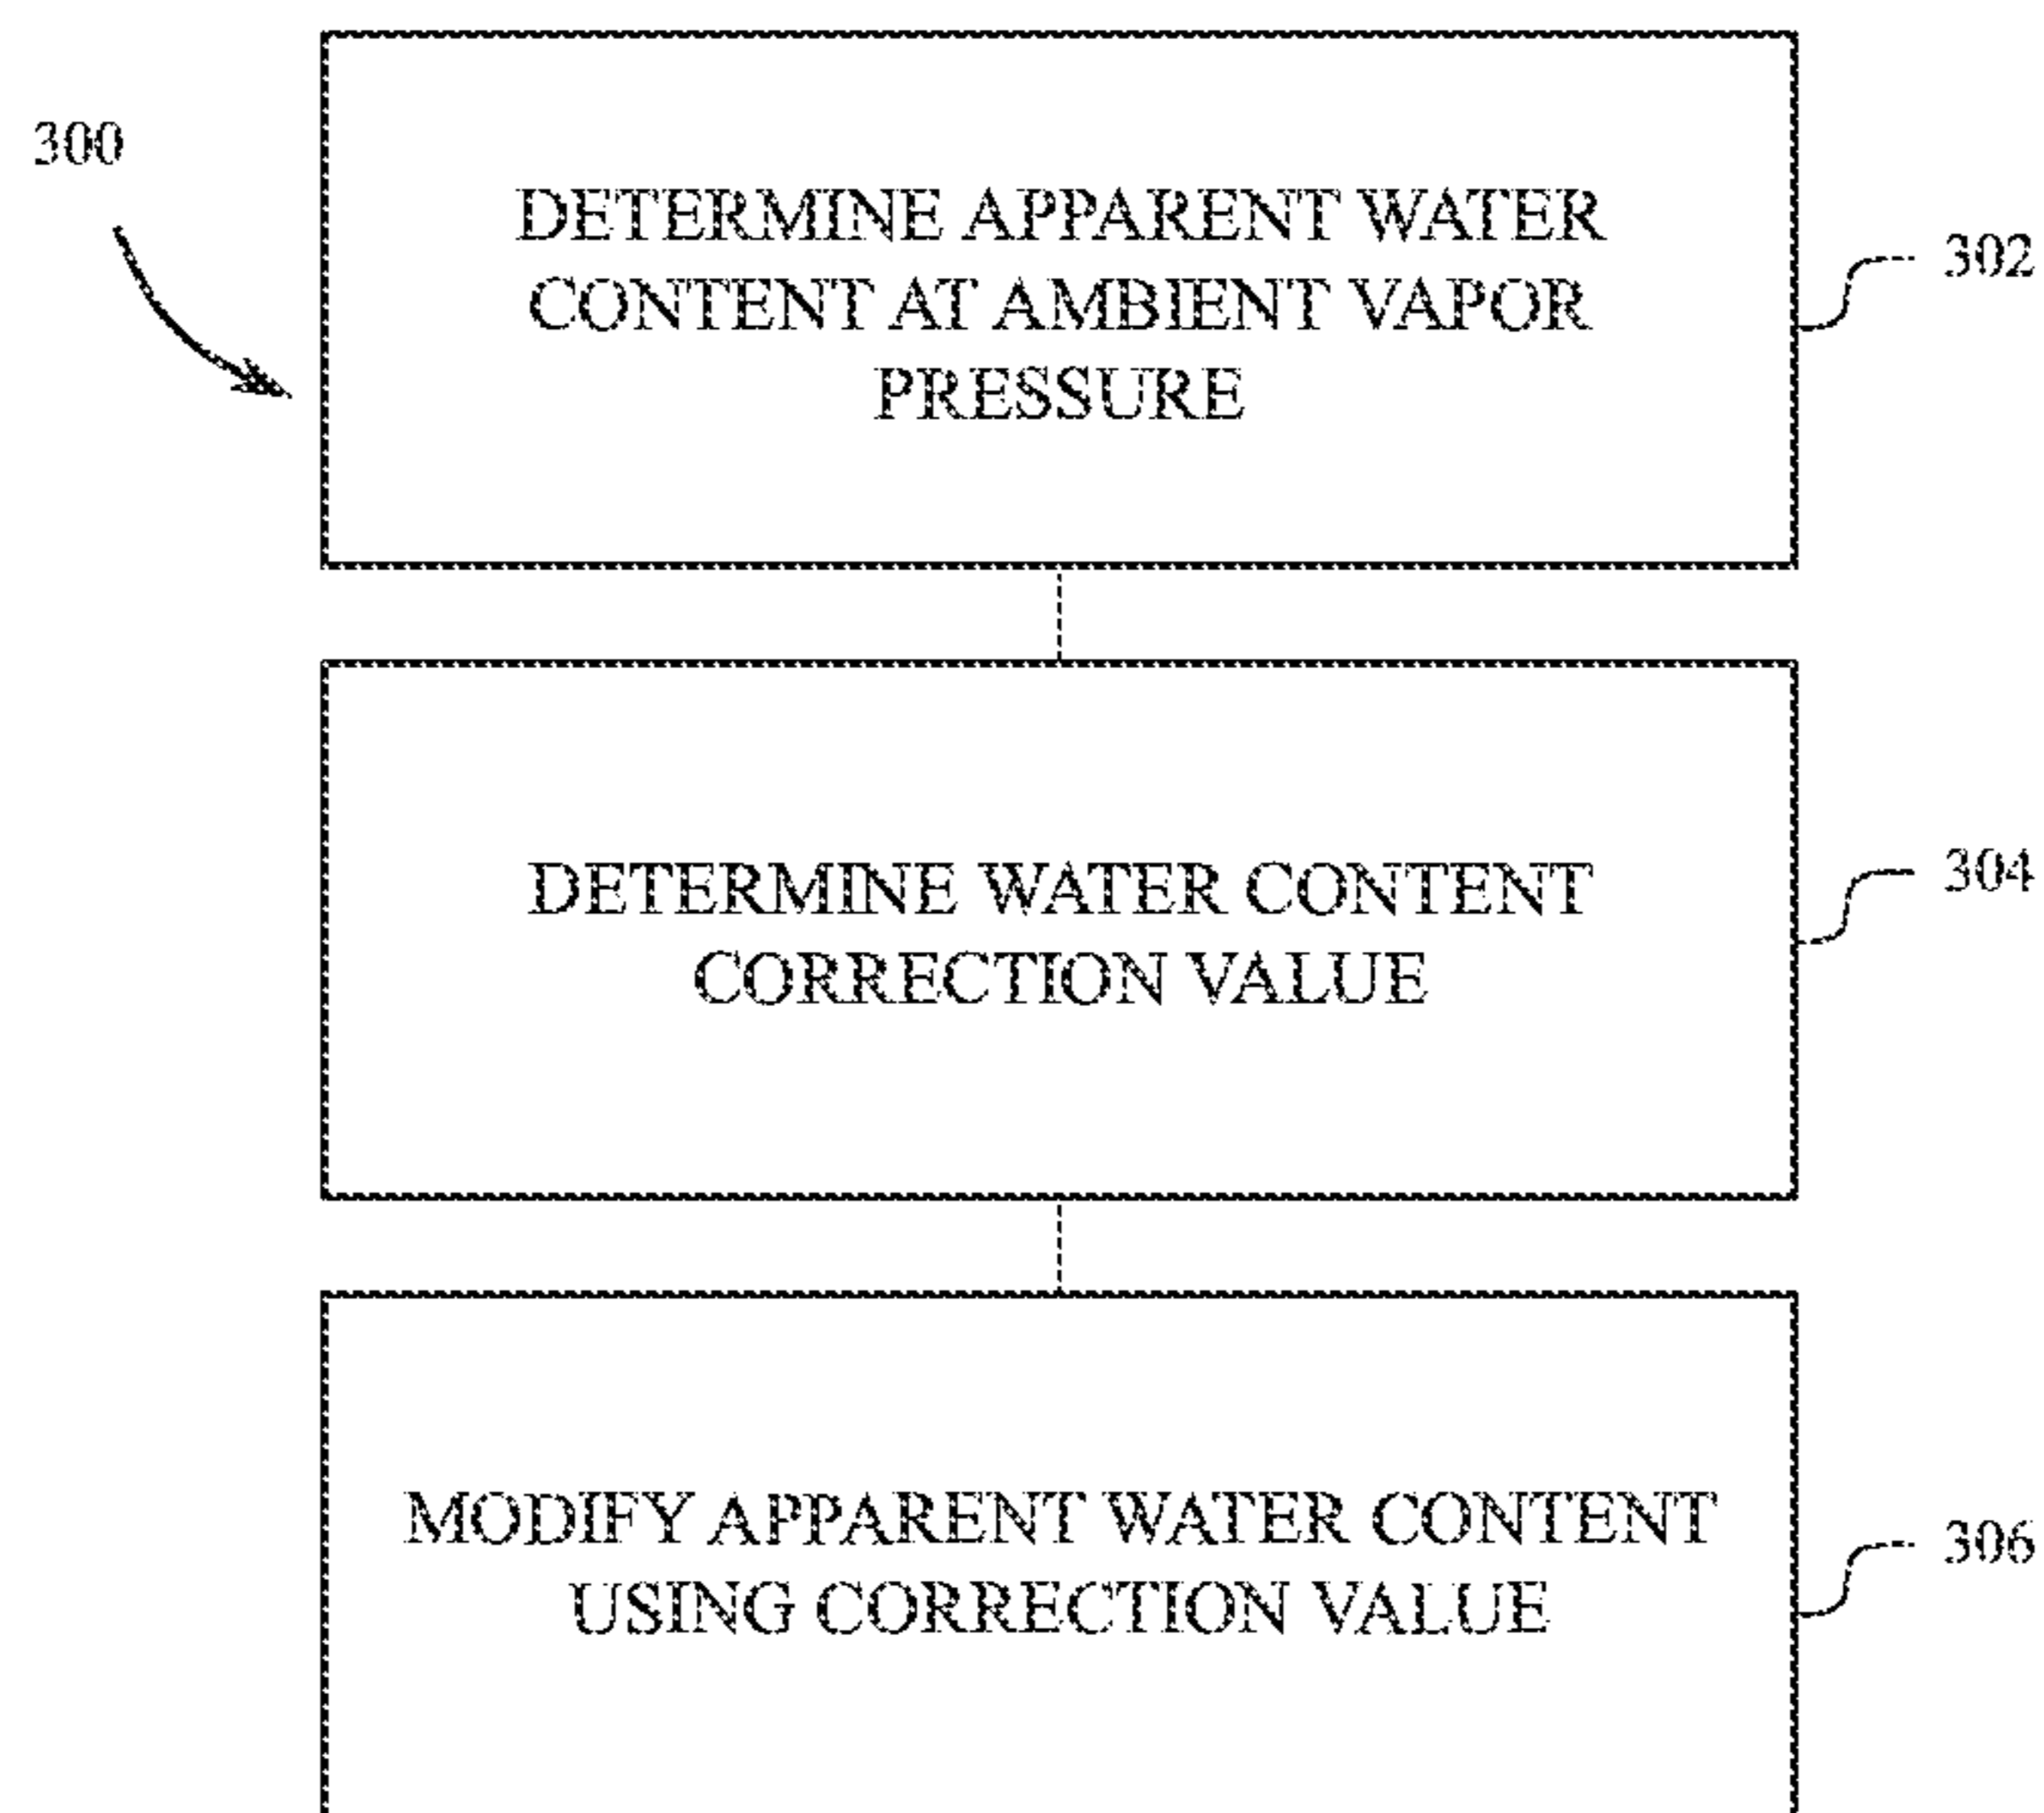 300
DETERMINE APPARENT WATER
CONTENT AT AMBIENT VAPOR
PRESSURE
302
DETERMINE WATER CONTENT
CORRECTION VALUE
304
MODIFY APPARENT WATER CONTENT
USING CORRECTION VALUE
306